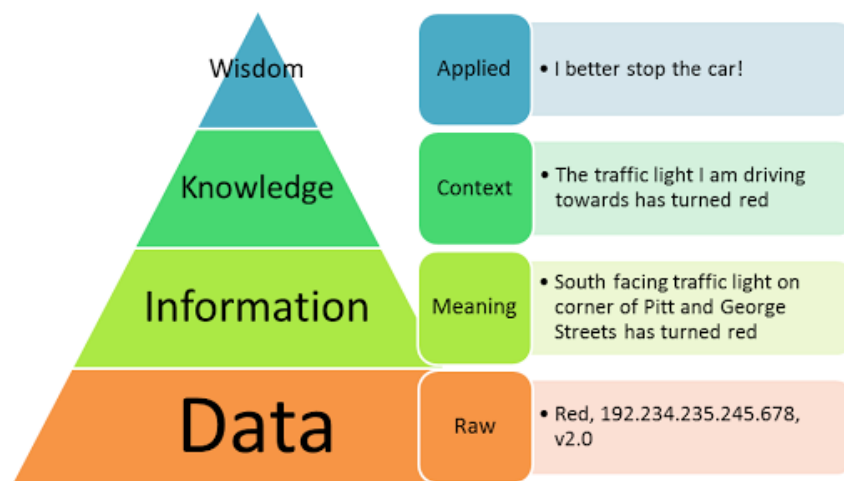 Wisdom
Applied
• I better stop the car!
Knowledge
Context
• The traffic light I am driving
towards has turned red
Information
Meaning
• South facing traffic light on
corner of Pitt and George
Streets has turned red
Data
Raw
• Red, 192.234.235.245.678,
v2.0